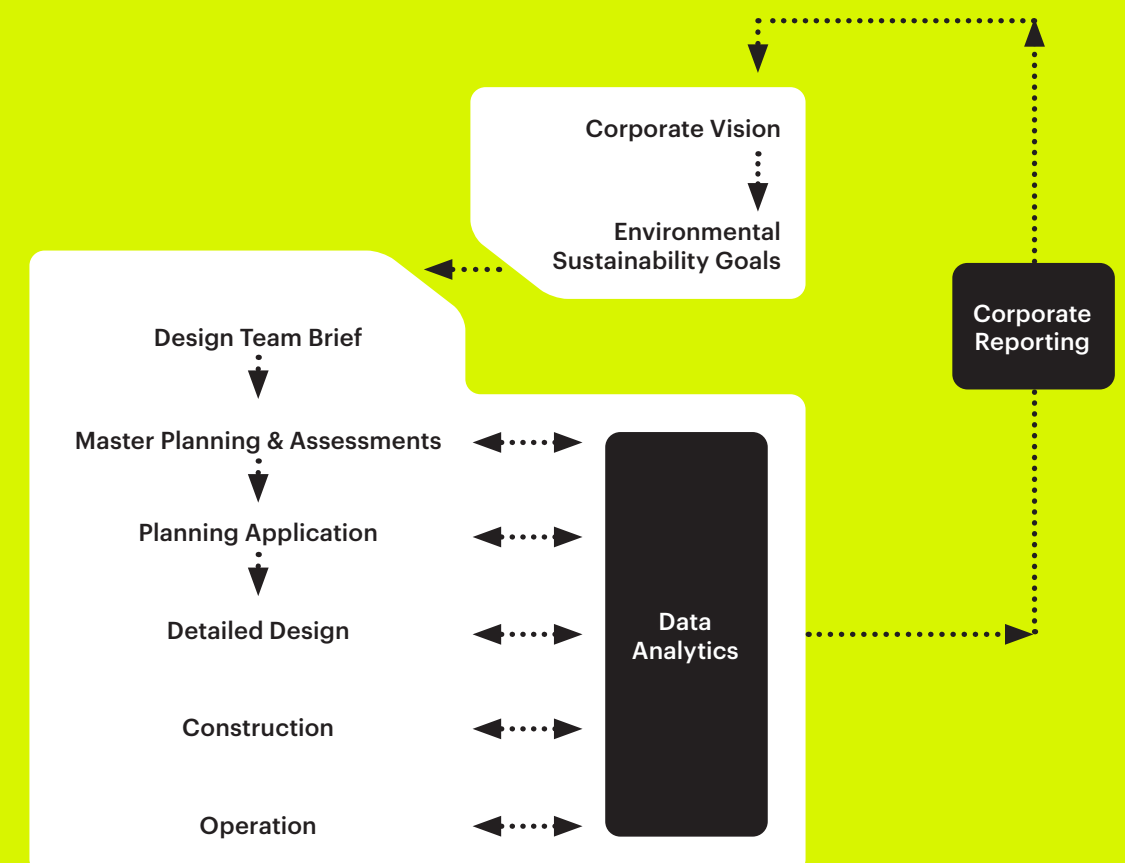 Corporate Vision
Environmental
Sustainability Goals
Corporate
Reporting
Design Team Brief
Master Planning & Assessments
Planning Application
Detailed Design
Construction
Operation
Data
Analytics